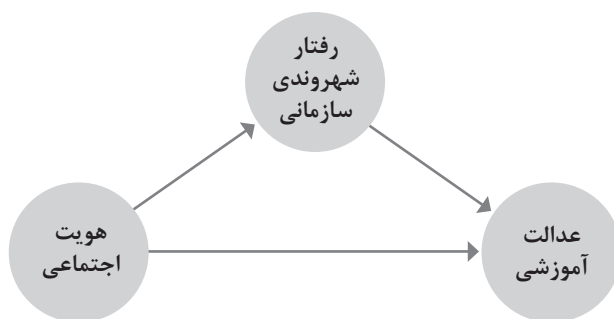 رفتار
شهروندی
سازمانی
هویت
اجتماعی
عدالت
آموزشی